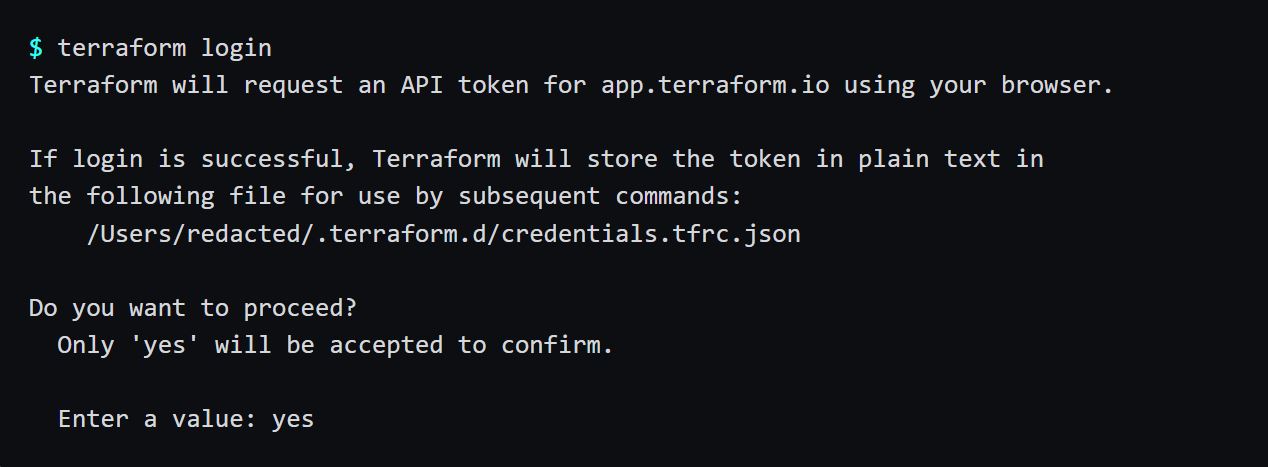 $ terraform login
Terraform will request an API token for app.terraform.io using your browser.
If login is successful, Terraform will store the token in plain text in
the following file for use by subsequent commands:
/Users/redacted/.terraform.d/credentials.tfrc.json
Do you want to proceed?
Only 'yes' will be accepted to confirm.
Enter a value: yes